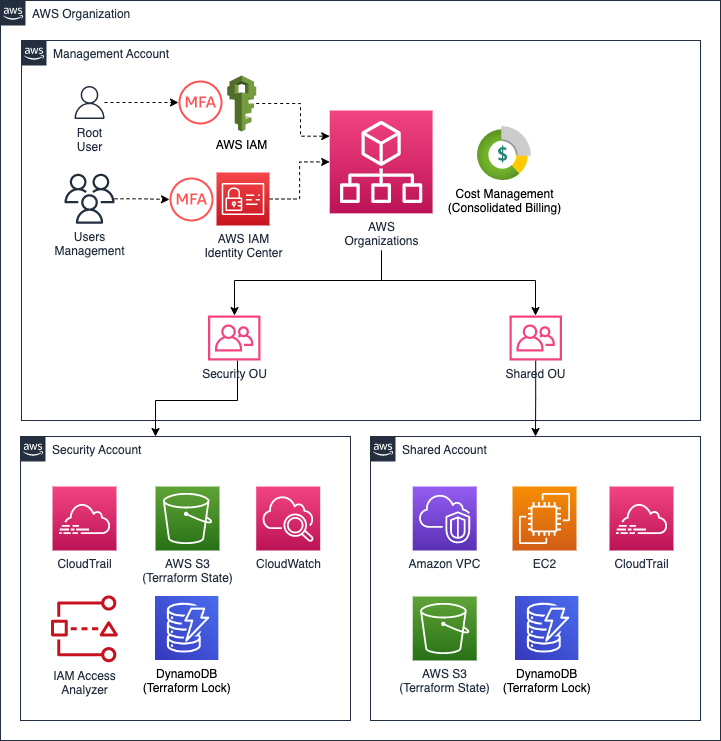 aws
AWS Organization
aws
Management Account
Root
User
MFA
AWS IAM
Users
Management
MFA
AWS IAM
Identity Center
AWS
Organizations
$
Cost Management
(Consolidated Billing)
Security OU
Shared OU
aws
Security Account
CloudTrail
AWS S3
(Terraform State)
CloudWatch
IAM Access
Analyzer
DynamoDB
(Terraform Lock)
aws
Shared Account
Amazon VPC
EC2
CloudTrail
AWS S3
(Terraform State)
DynamoDB
(Terraform Lock)